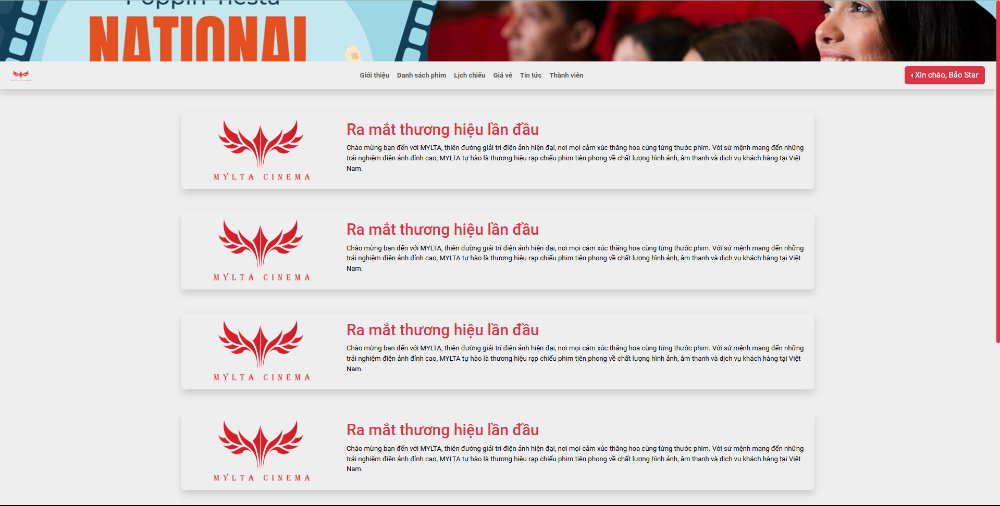 Poppin' fiesta
NATIONAL
MYLTA CINEMA
Giới thiệu Danh sách phim Lịch chiếu Giá vé Tin tức Thành viên
Xin chào, Bảo Star
MYLTA CINEMA
Ra mắt thương hiệu lần đầu
Chào mừng bạn đến với MYLTA, thiên đường giải trí điện ảnh hiện đại, nơi mọi cảm xúc thăng hoa cùng từng thước phim. Với sứ mệnh mang đến những
trải nghiệm điện ảnh đỉnh cao, MYLTA tự hào là thương hiệu rạp chiếu phim tiên phong về chất lượng hình ảnh, âm thanh và dịch vụ khách hàng tại Việt
Nam.
MYLTA CINEMA
Ra mắt thương hiệu lần đầu
Chào mừng bạn đến với MYLTA, thiên đường giải trí điện ảnh hiện đại, nơi mọi cảm xúc thăng hoa cùng từng thước phim. Với sứ mệnh mang đến những
trải nghiệm điện ảnh đỉnh cao, MYLTA tự hào là thương hiệu rạp chiếu phim tiên phong về chất lượng hình ảnh, âm thanh và dịch vụ khách hàng tại Việt
Nam.
MYLTA CINEMA
Ra mắt thương hiệu lần đầu
Chào mừng bạn đến với MYLTA, thiên đường giải trí điện ảnh hiện đại, nơi mọi cảm xúc thăng hoa cùng từng thước phim. Với sứ mệnh mang đến những
trải nghiệm điện ảnh đỉnh cao, MYLTA tự hào là thương hiệu rạp chiếu phim tiên phong về chất lượng hình ảnh, âm thanh và dịch vụ khách hàng tại Việt
Nam.
MYLTA CINEMA
Ra mắt thương hiệu lần đầu
Chào mừng bạn đến với MYLTA, thiên đường giải trí điện ảnh hiện đại, nơi mọi cảm xúc thăng hoa cùng từng thước phim. Với sứ mệnh mang đến những
trải nghiệm điện ảnh đỉnh cao, MYLTA tự hào là thương hiệu rạp chiếu phim tiên phong về chất lượng hình ảnh, âm thanh và dịch vụ khách hàng tại Việt
Nam.